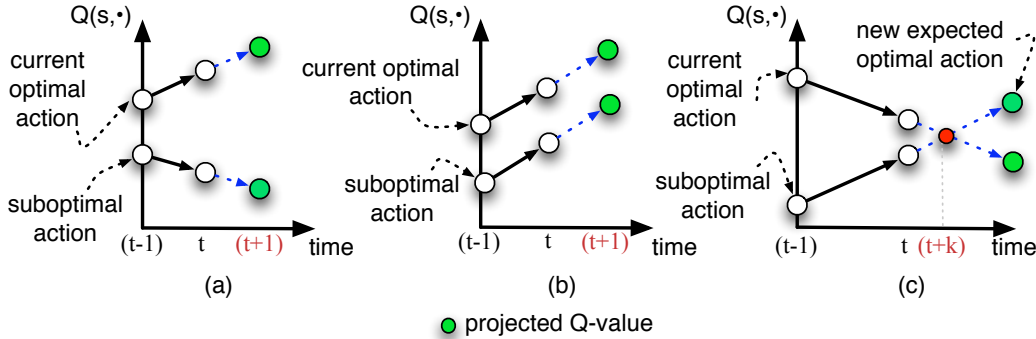 Q(s,•)
current
optimal
action
suboptimal
action
(t-1)
t
(t+1)
time
(a)
Q(s,•)
current optimal
action
suboptimal
action
(t-1)
t
(t+1)
time
(b)
Q(s,•)
current
optimal
action
new expected
optimal action
suboptimal
action
(t-1)
t
(t+k)
time
(c)
projected Q-value